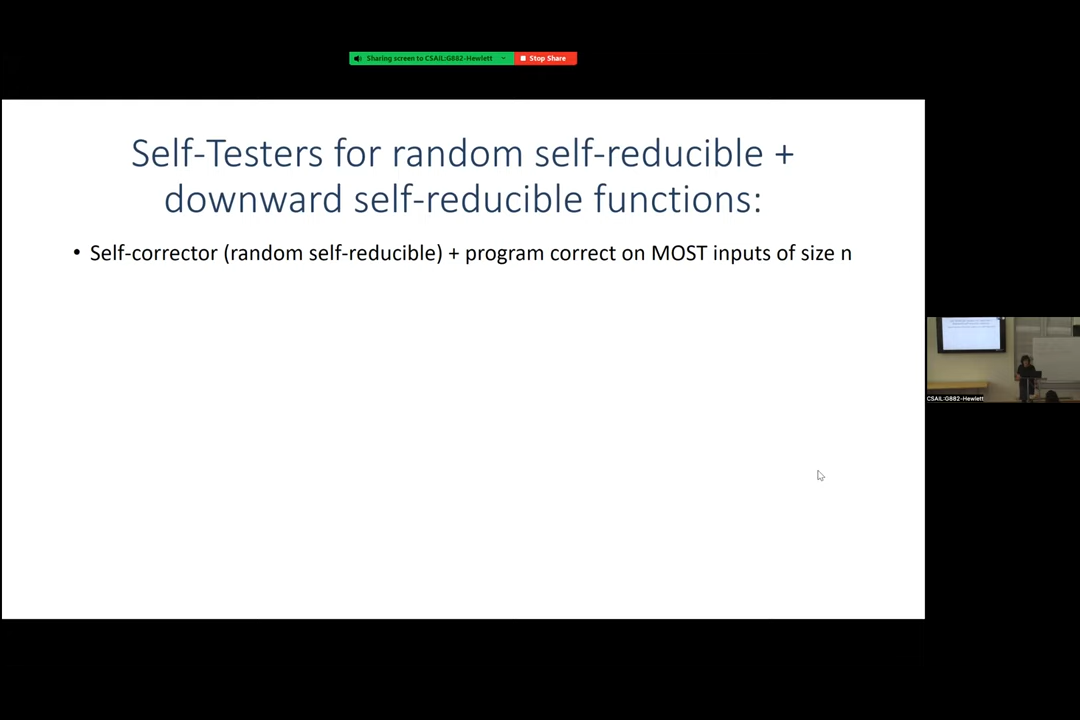 Sharing screen to CSAIL:G882-Hewlett
Stop Share
Self-Testers for random self-reducible +
downward self-reducible functions:
• Self-corrector (random self-reducible) + program correct on MOST inputs of size n
CSAIL:G882-Hewlett